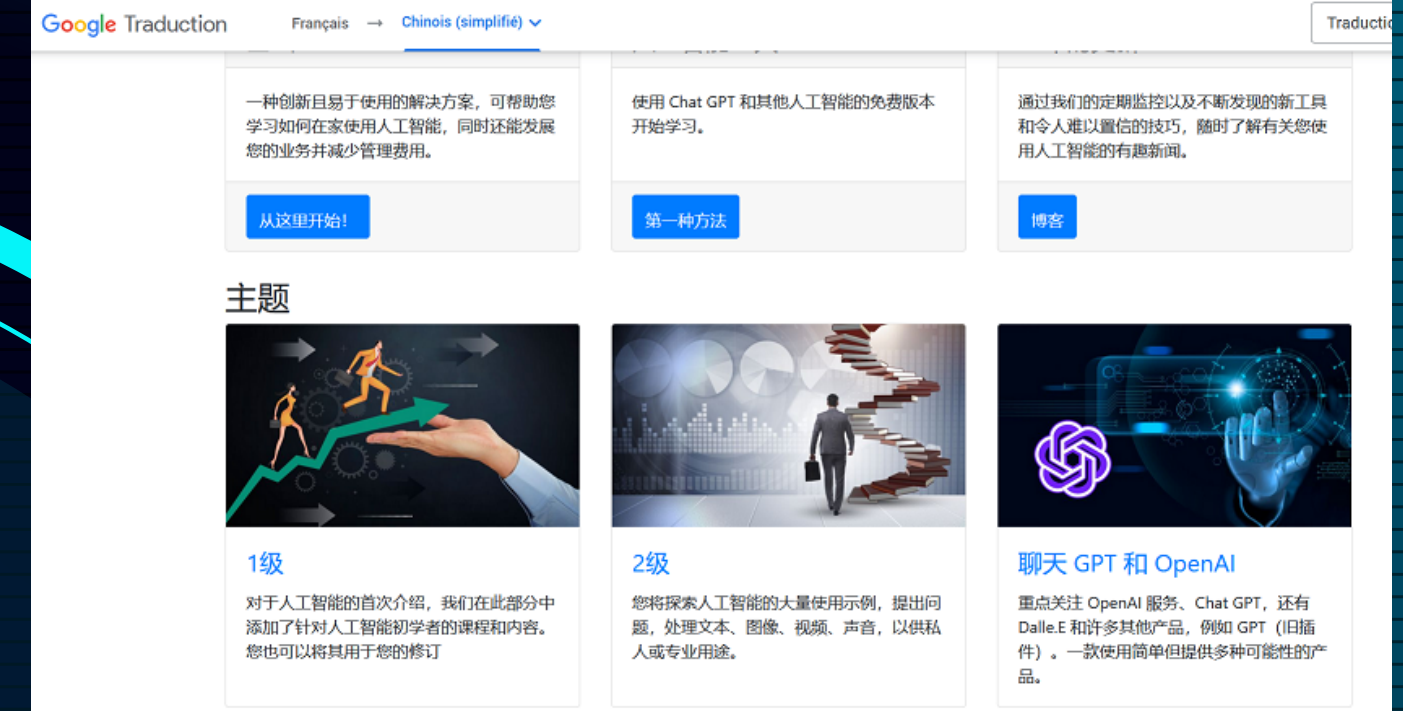 Google Traduction
Français → Chinois (simplifié)
Traductio
一种创新且易于使用的解决方案，可帮助您
学习如何在家使用人工智能，同时还能发展
您的业务并减少管理费用。
从这里开始！
使用 Chat GPT 和其他人工智能的免费版本
开始学习。
第一种方法
通过我们的定期监控以及不断发现的新工具
和令人难以置信的技巧，随时了解有关您使
用人工智能的有趣新闻。
博客
主题
1级
对于人工智能的首次介绍，我们在此部分中
添加了针对人工智能初学者的课程和内容。
您也可以将其用于您的修订
2级
您将探索人工智能的大量使用示例，提出问
题，处理文本、图像、视频、声音，以供私
人或专业用途。
聊天 GPT 和 OpenAI
重点关注 OpenAI 服务、Chat GPT，还有
Dalle.E 和许多其他产品，例如 GPT（旧插
件）。一款使用简单但提供多种可能性的产
品。